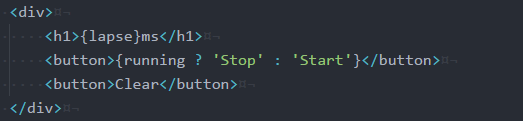 <div>
<h1>{lapse}ms</h1>
<button>{running ? 'Stop' : 'Start'}</button>
<button>Clear</button>
</div>